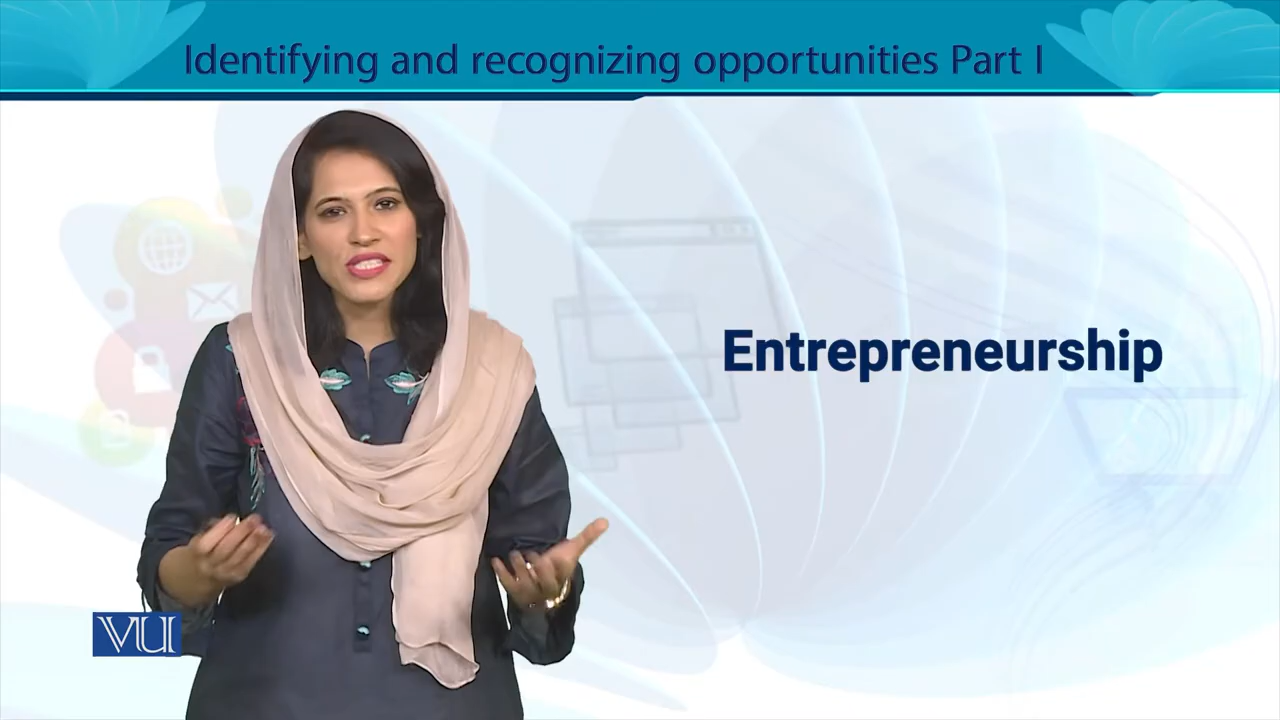 Identifying and recognizing opportunities Part I
Entrepreneurship
VU